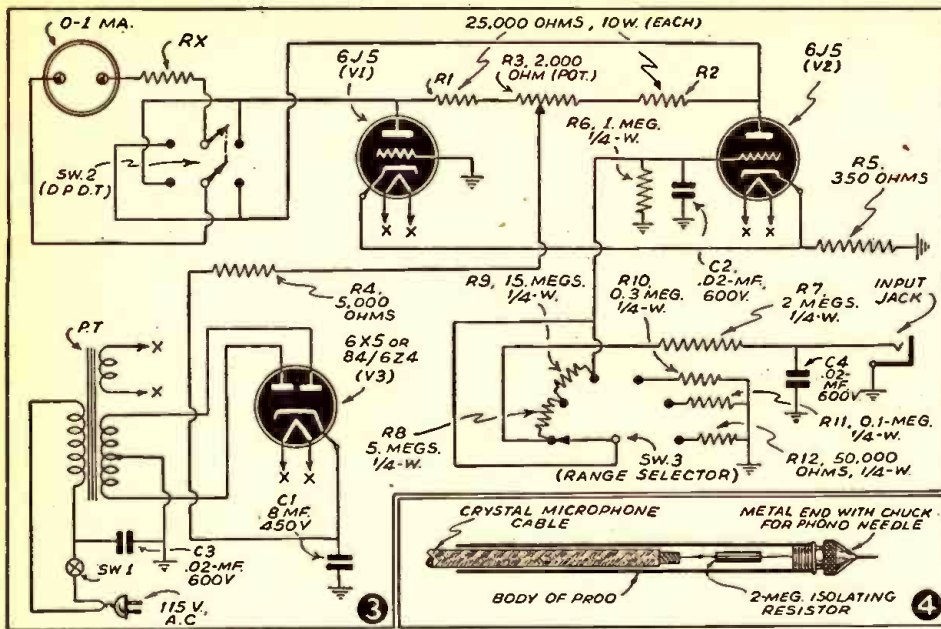 0-1 MA.
RX
25,000 OHMS, 10 W. (EACH)
6J5
(V1)
R1
R3, 2,000
OHM (POT.)
R2
6J5
(V2)
R6, 1. MEG.
1/4-W.
R5,
350 OHMS
SW.2
(D P D.T)
X X
X X
R4,
5,000
OHMS
R9, 15. MEGS.
1/4-W.
C2,
.02-MF.
600V.
R10,
0.3 MEG.
1/4-W.
R7,
2 MEGS.
1/4-W.
INPUT
JACK
P.T
X
X
6X5 OR
84/6Z4
(V3)
C4
.02-
MF.
600V.
R8
5. MEGS.
1/4-W.
SW.3
(RANGE SELECTOR)
R11, 0.1-MEG.
1/4-W.
R12, 50,000
OHMS, 1/4-W.
X X
C1
8 MF.
450V
C3
.02-MF.
600V
SW1
115 V.,
A.C
3
CRYSTAL MICROPHONE
CABLE
METAL END WITH CHUCK
FOR PHONO NEEDLE
BODY OF PROD
2-MEG. ISOLATING
RESISTOR
4